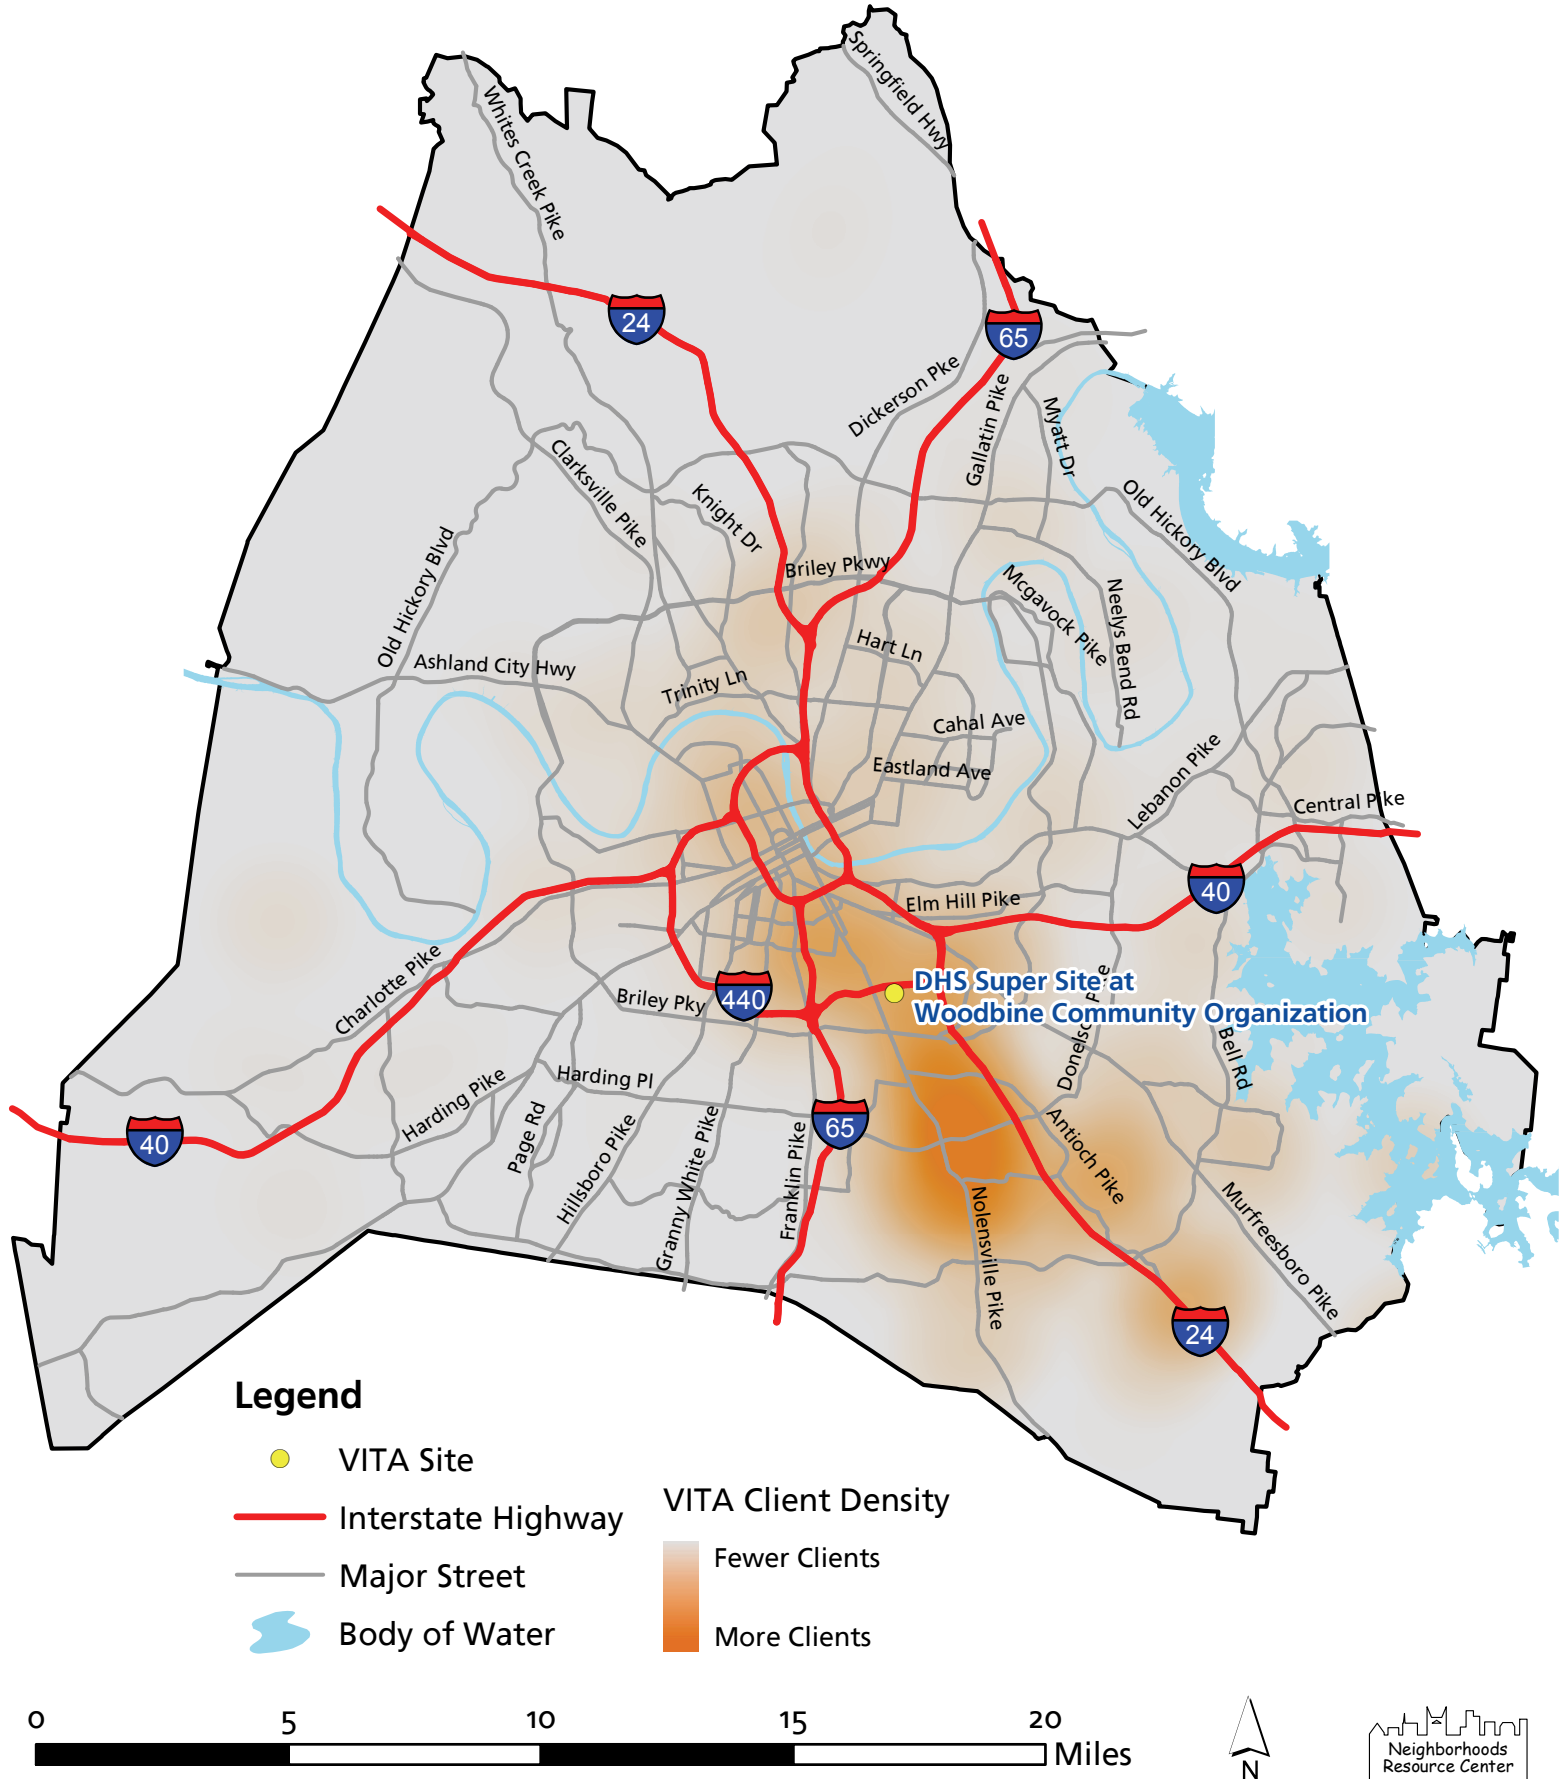 Springfield Hwy
Whites Creek Pike
24
65
Dickerson Pke
Gallatin Pike
Myatt Dr
Clarksville Pike
Knight Dr
Old Hickory Blvd
Old Hickory Blvd
Briley Pkwy
Mcgavock Pike
Neelys Bend Rd
Hart Ln
Ashland City Hwy
Trinity Ln
Cahal Ave
Eastland Ave
Lebanon Pike
Central Pike
40
Elm Hill Pike
Charlotte Pike
440
Briley Pky
DHS Super Site at
Woodbine Community Organization
Bell Rd
Harding Pl
Harding Pike
Page Rd
Hillsboro Pike
Granny White Pike
Franklin Pike
65
40
Antioch Pike
Nolensville Pike
Murfreesboro Pike
24
Legend
VITA Site
Interstate Highway
Major Street
Body of Water
VITA Client Density
Fewer Clients
More Clients
0 5 10 15 20
Miles
N
Neighborhoods
Resource Center